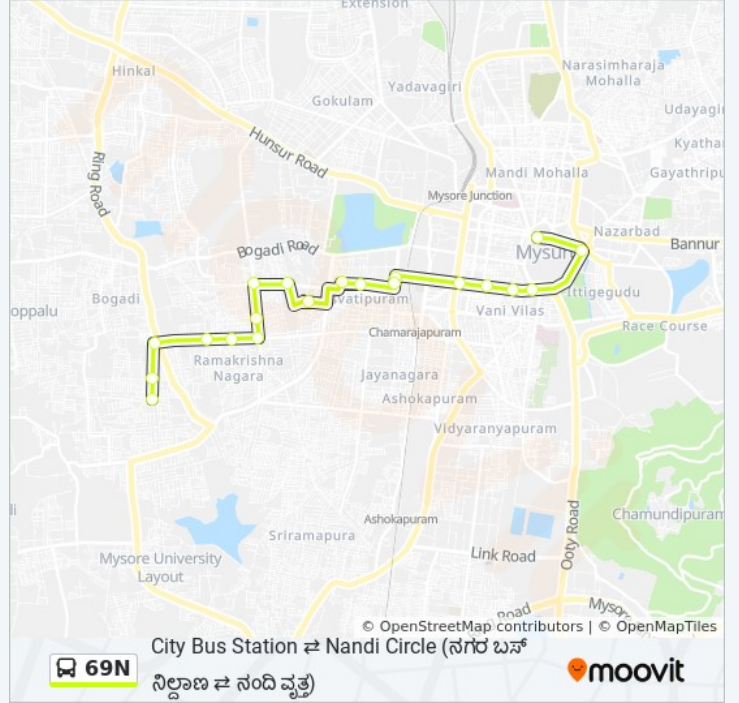 Extension
Hinkal
Narasimharaja
Mohalla
Yadavagiri
Gokulam
Udayagi
Hunsur Road
Kyathar
Ring Road
Mandi Mohalla
Gayathripu
Mysore Junction
Nazarbad
Bogadi Road
Bannur
Mysuru
Bogadi
oppalu
vatipuram
Ittigegudu
Vani Vilas
Race Course
Chamarajapuram
Ramakrishna
Nagara
Jayanagara
Ashokapuram
Vidyaranyapuram
Chamundipuram
Ashokapuram
Sriramapura
Ooty Road
Link Road
Mysore University
Layout
Road
Myso
© OpenStreetMap contributors | © OpenMapTiles
City Bus Station ⇄ Nandi Circle (ನಗರ ಬಸ್
69N
ನಿಲ್ದಾಣ ⇄ ನಂದಿ ವೃತ್ತ)
moovit